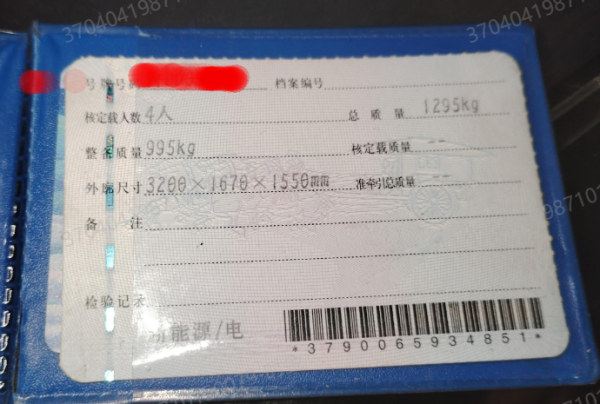 37040419871
号牌号码 档案编号
核定载人数 4人 总质量 1295kg
整备质量 995kg 核定载质量 --
外廓尺寸 3200×1670×1550mm 准牵引总质量 --
备注
检验记录
新能源/电
*3790065934851*